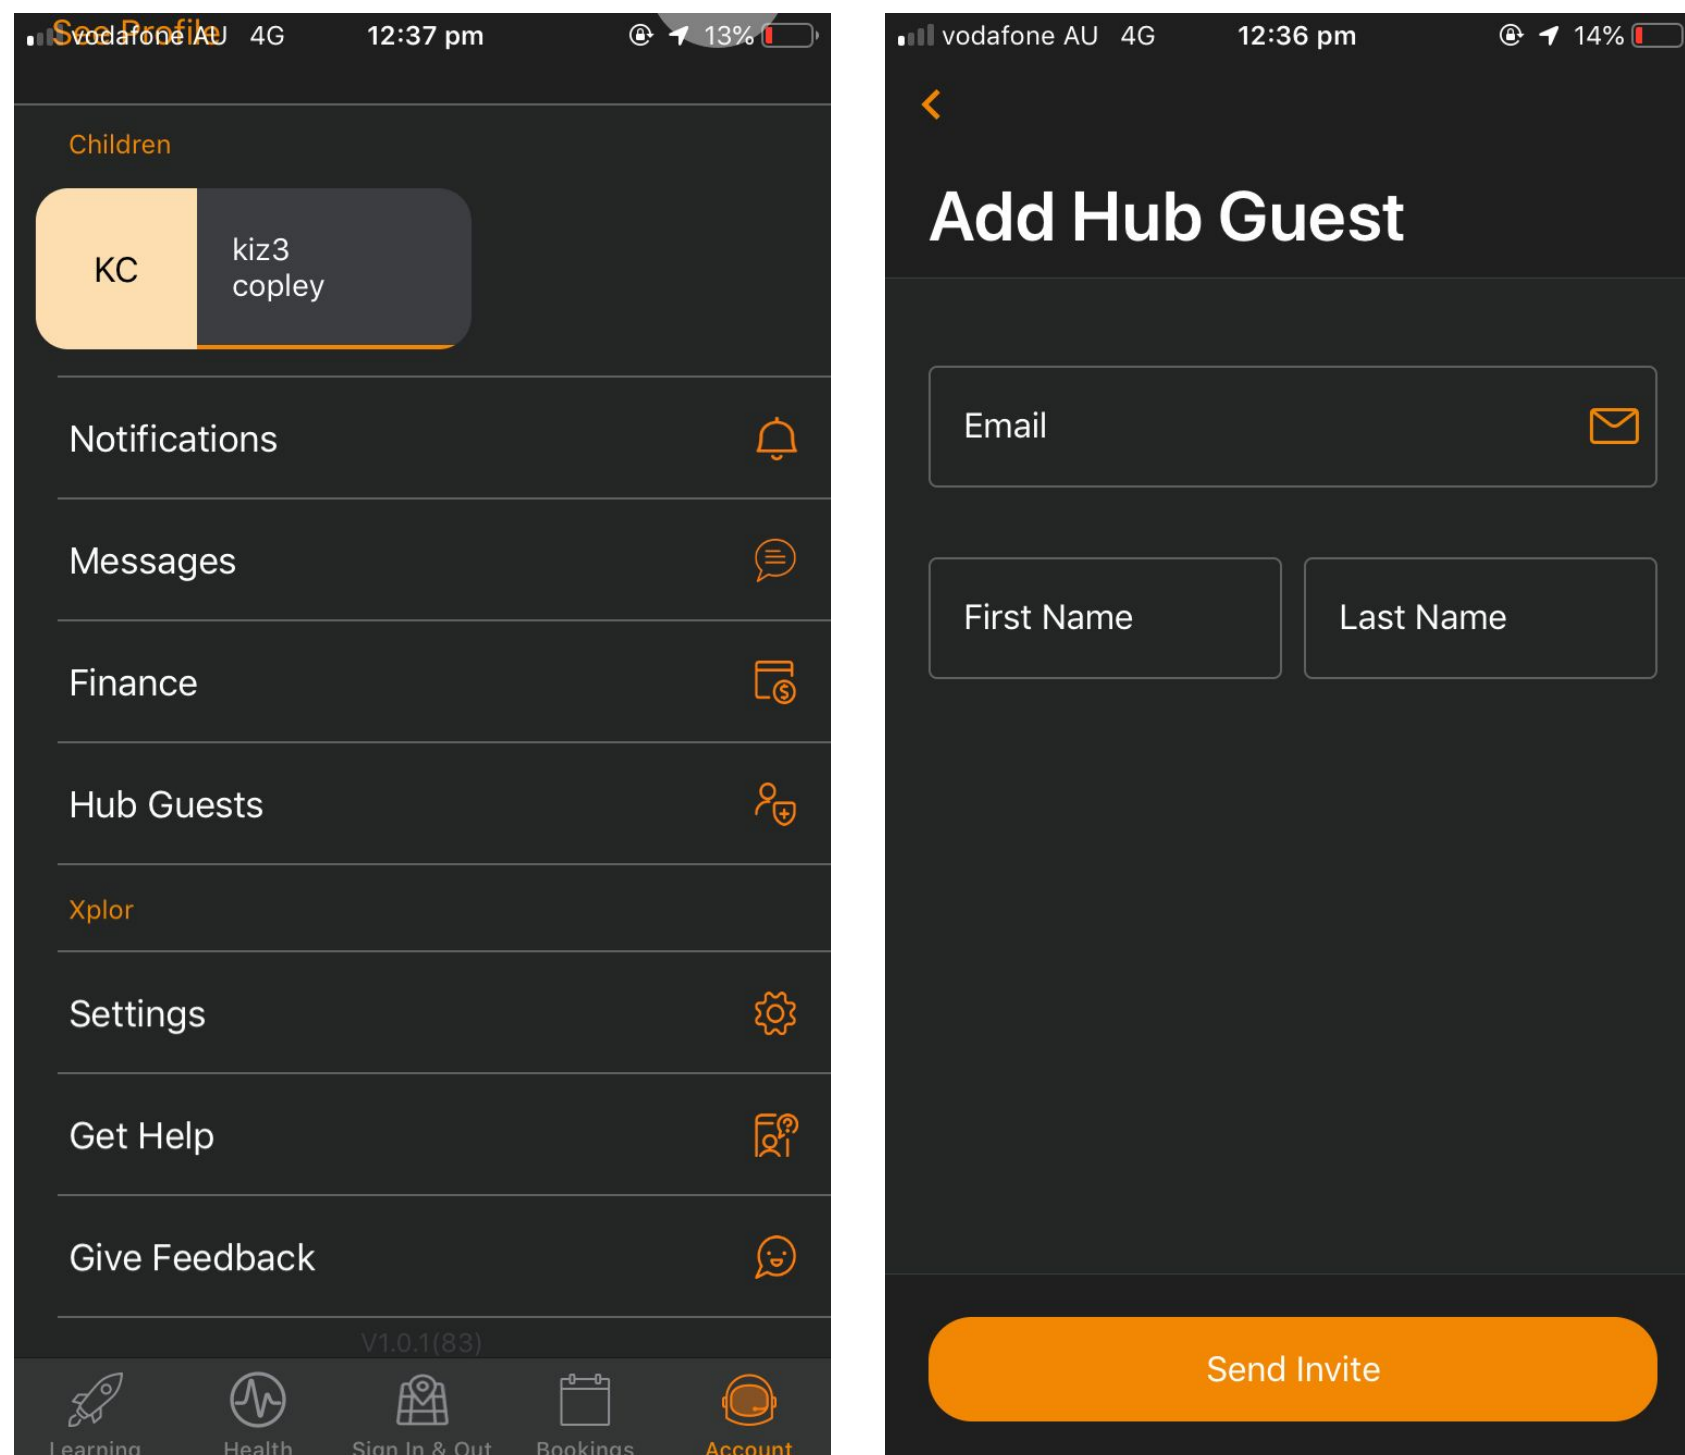 See Profile
vodafone AU 4G 12:37 pm 13%
Children
KC
kiz3
copley
Notifications
Messages
Finance
Hub Guests
Xplor
Settings
Get Help
Give Feedback
V1.0.1(83)
Learning Health Sign In & Out Bookings Account
vodafone AU 4G 12:36 pm 14%
Add Hub Guest
Email
First Name Last Name
Send Invite